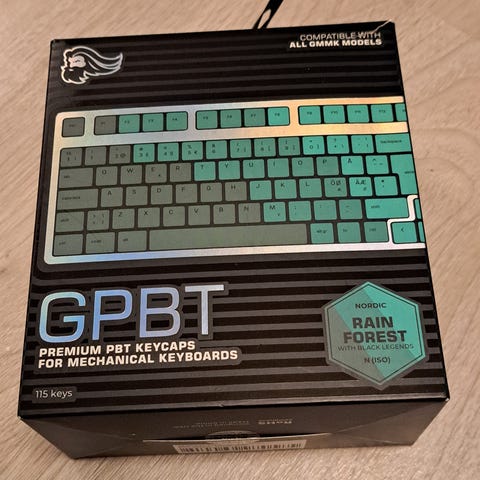 COMPATIBLE WITH
ALL GMMK MODELS
Q W E R T Y U I O P Å
A S D F G H J K L
Z X C V B N M
GPBT
PREMIUM PBT KEYCAPS
FOR MECHANICAL KEYBOARDS
115 keys
NORDIC
RAIN
FOREST
WITH BLACK LEGENDS
N (ISO)
RoHS